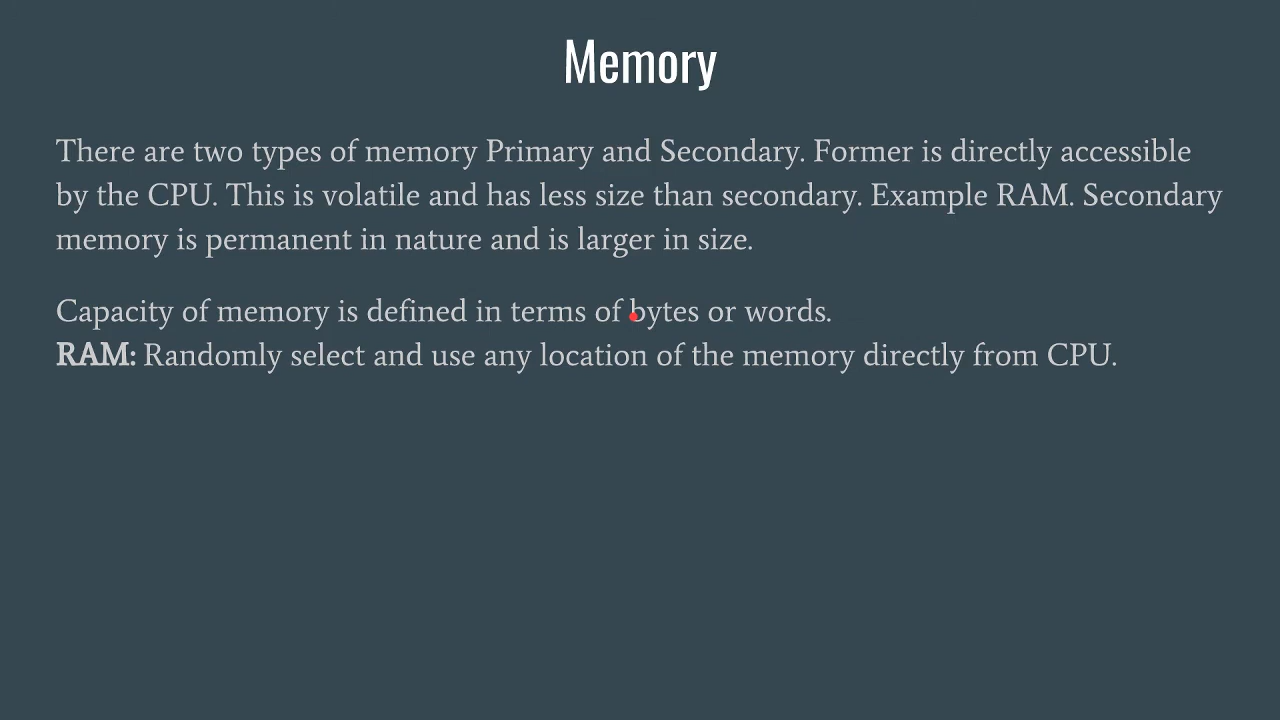 Memory
There are two types of memory Primary and Secondary. Former is directly accessible
by the CPU. This is volatile and has less size than secondary. Example RAM. Secondary
memory is permanent in nature and is larger in size.
Capacity of memory is defined in terms of bytes or words.
RAM: Randomly select and use any location of the memory directly from CPU.